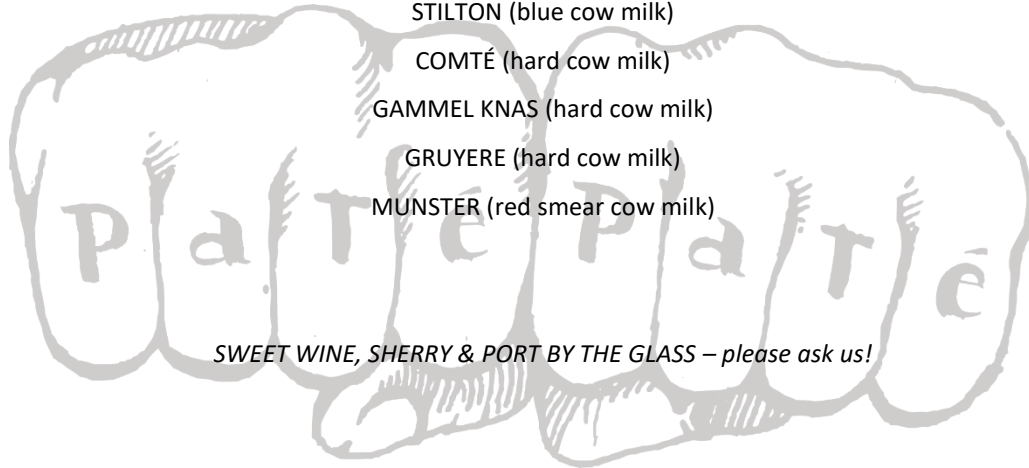 STILTON (blue cow milk)
COMTÉ (hard cow milk)
GAMMEL KNAS (hard cow milk)
GRUYERE (hard cow milk)
MUNSTER (red smear cow milk)
Paté Paté
SWEET WINE, SHERRY & PORT BY THE GLASS – please ask us!